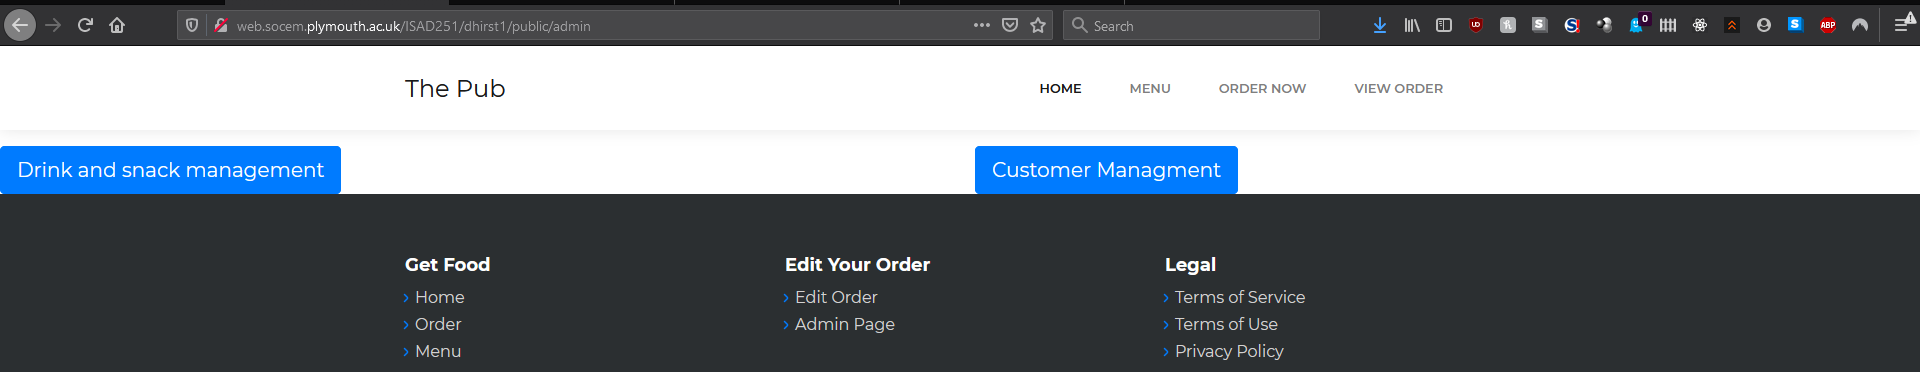 web.socem.plymouth.ac.uk/ISAD251/dhirst1/public/admin
Search
0
ABP
The Pub
HOME MENU ORDER NOW VIEW ORDER
Drink and snack management
Customer Managment
Get Food
Home
Order
Menu
Edit Your Order
Edit Order
Admin Page
Legal
Terms of Service
Terms of Use
Privacy Policy